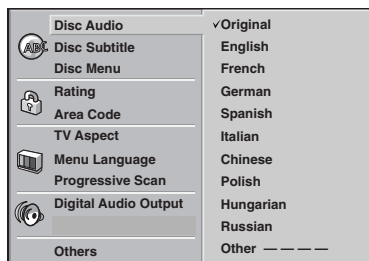 Disc Audio
Disc Subtitle
Disc Menu
Rating
Area Code
TV Aspect
Menu Language
Progressive Scan
Digital Audio Output
Others
ABC
✓Original
English
French
German
Spanish
Italian
Chinese
Polish
Hungarian
Russian
Other — — — —